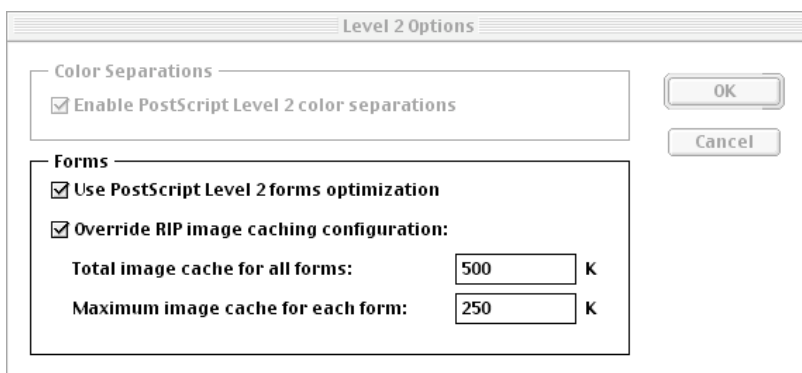 Level 2 Options
Color Separations
Enable PostScript Level 2 color separations
OK
Cancel
Forms
Use PostScript Level 2 forms optimization
Override RIP image caching configuration:
Total image cache for all forms: 500 K
Maximum image cache for each form: 250 K